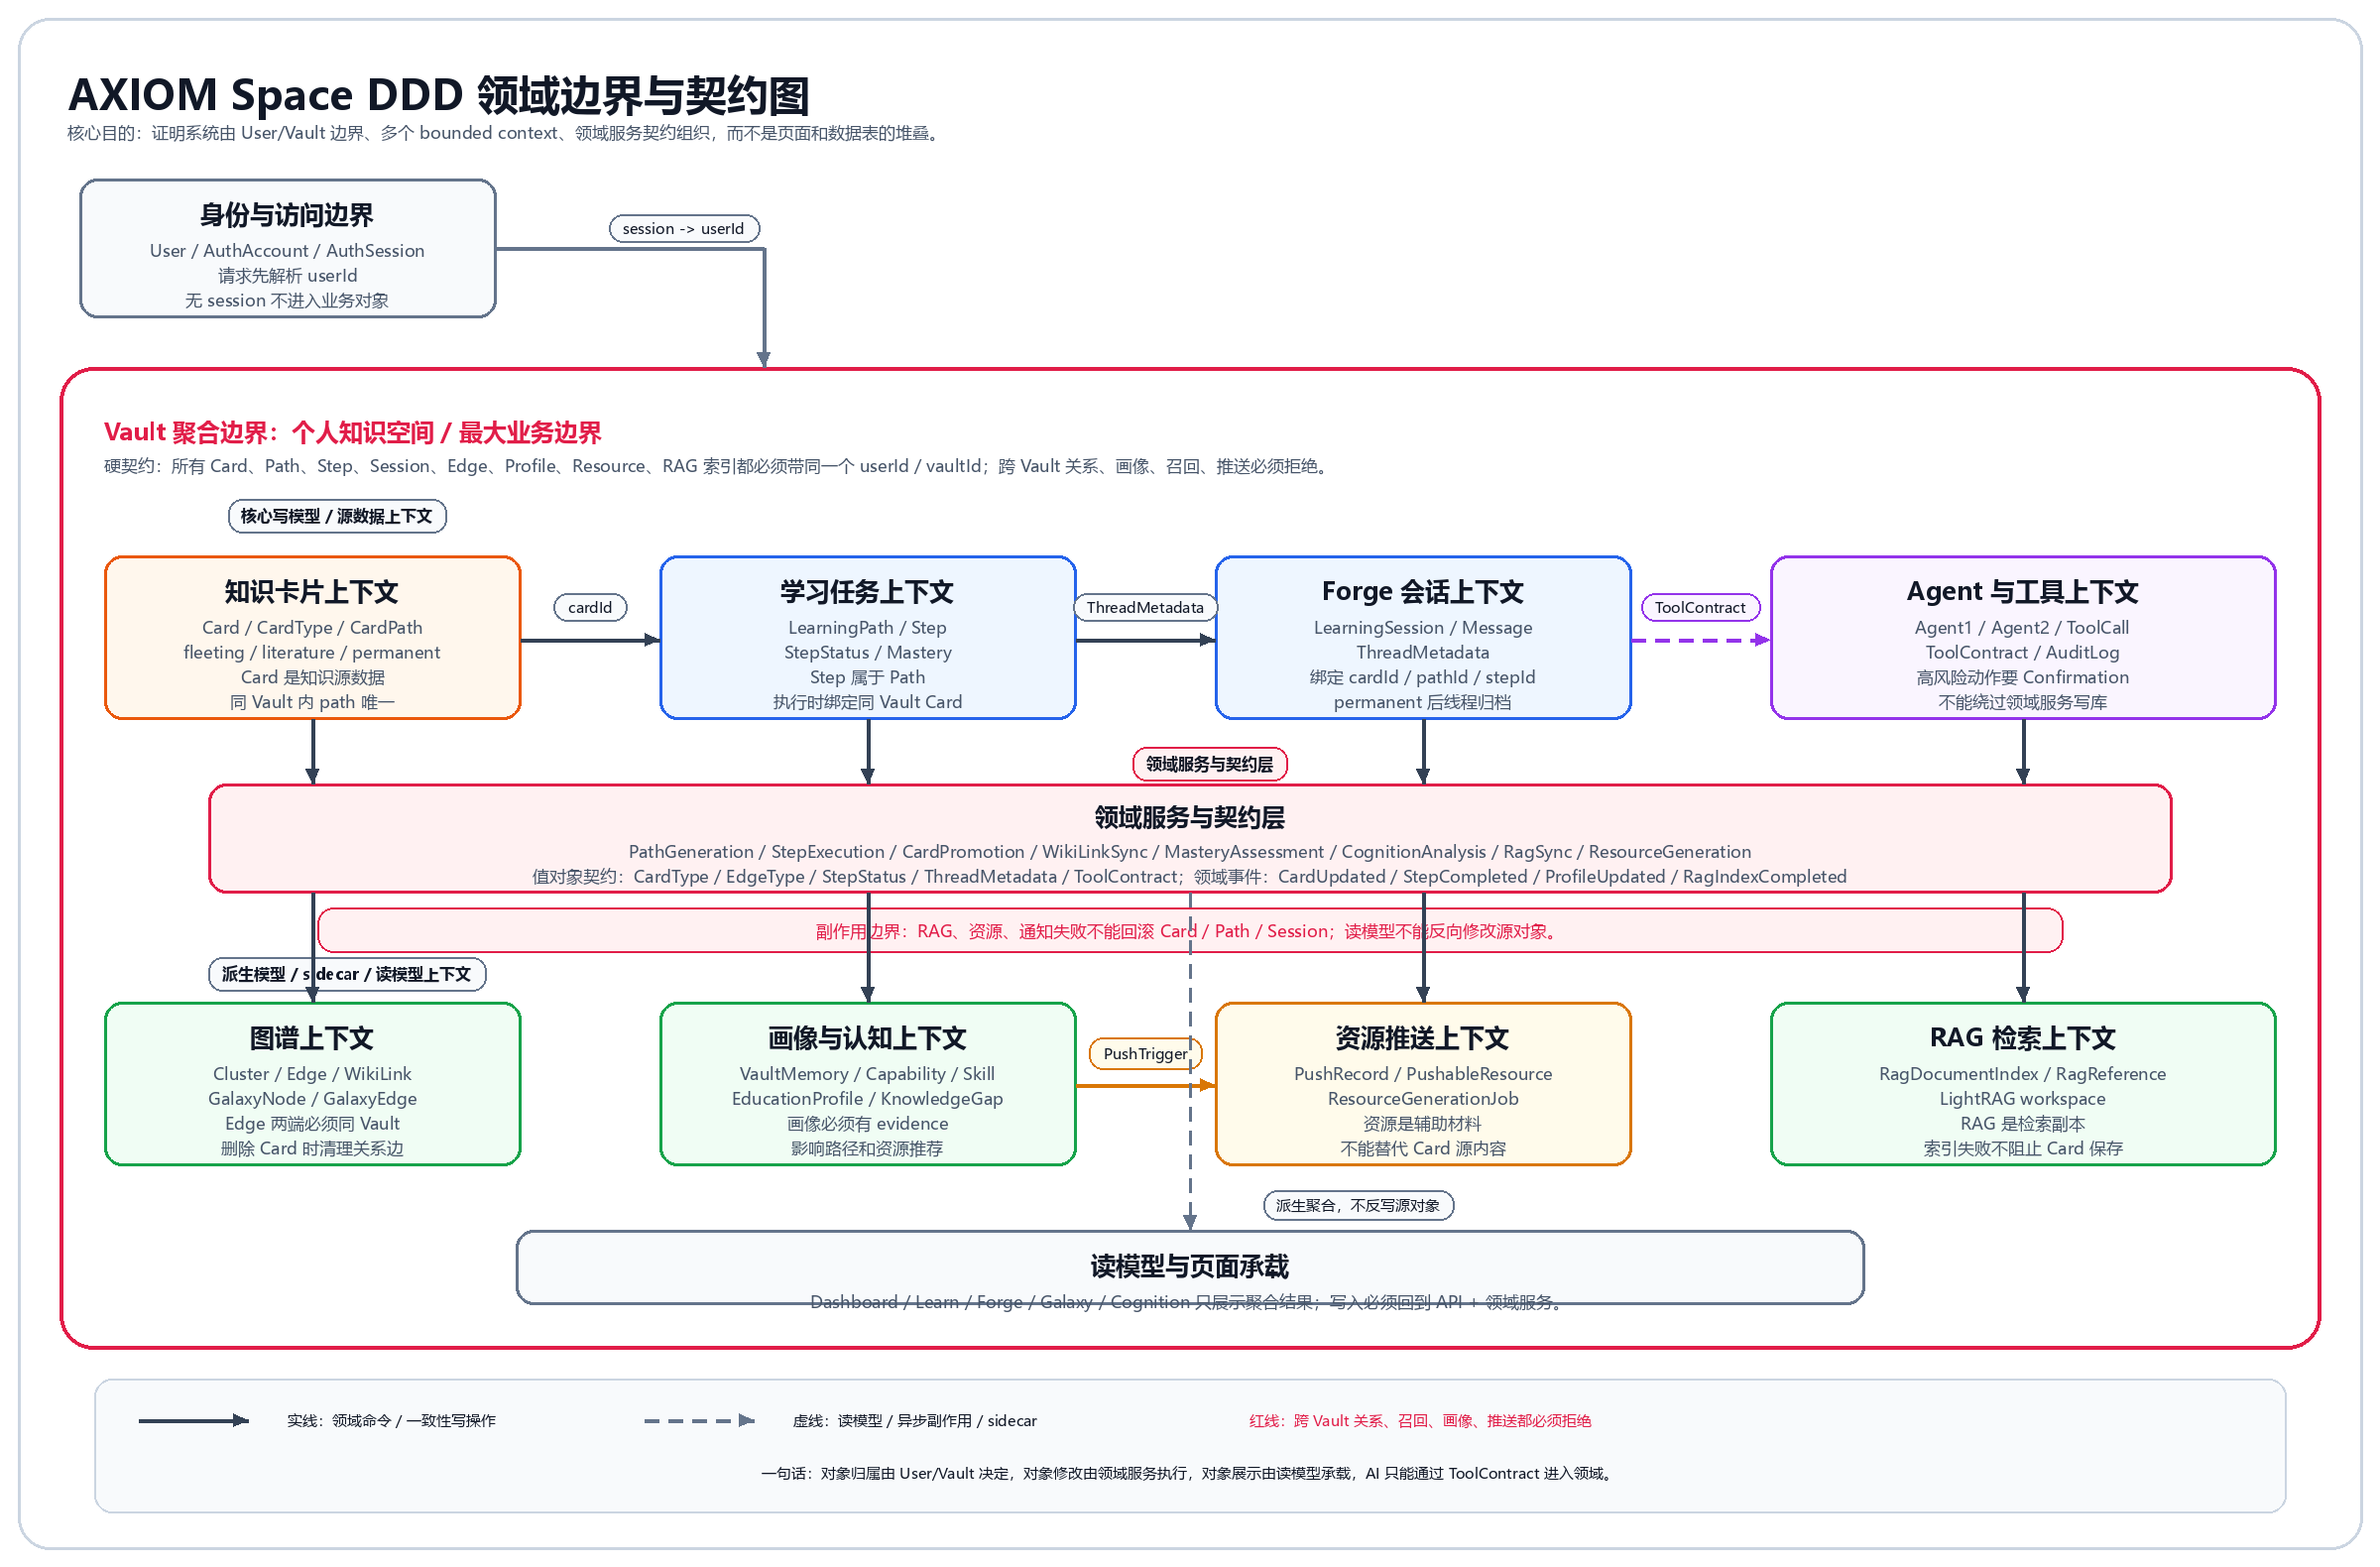 AXIOM Space DDD 领域边界与契约图
核心目的：证明系统由 User/Vault 边界、多个 bounded context、领域服务契约组织，而不是页面和数据表的堆叠。
身份与访问边界
User / AuthAccount / AuthSession
请求先解析 userId
无 session 不进入业务对象
session -> userId
Vault 聚合边界：个人知识空间 / 最大业务边界
硬契约：所有 Card、Path、Step、Session、Edge、Profile、Resource、RAG 索引都必须带同一个 userId / vaultId；跨 Vault 关系、画像、召回、推送必须拒绝。
核心写模型 / 源数据上下文
知识卡片上下文
Card / CardType / CardPath
fleeting / literature / permanent
Card 是知识源数据
同 Vault 内 path 唯一
cardId
学习任务上下文
LearningPath / Step
StepStatus / Mastery
Step 属于 Path
执行时绑定同 Vault Card
ThreadMetadata
Forge 会话上下文
LearningSession / Message
ThreadMetadata
绑定 cardId / pathId / stepId
permanent 后线程归档
ToolContract
Agent 与工具上下文
Agent1 / Agent2 / ToolCall
ToolContract / AuditLog
高风险动作要 Confirmation
不能绕过领域服务写库
领域服务与契约层
领域服务与契约层
PathGeneration / StepExecution / CardPromotion / WikiLinkSync / MasteryAssessment / CognitionAnalysis / RagSync / ResourceGeneration
值对象契约：CardType / EdgeType / StepStatus / ThreadMetadata / ToolContract；领域事件：CardUpdated / StepCompleted / ProfileUpdated / RagIndexCompleted
副作用边界：RAG、资源、通知失败不能回滚 Card / Path / Session；读模型不能反向修改源对象。
派生模型 / sidecar / 读模型上下文
图谱上下文
Cluster / Edge / WikiLink
GalaxyNode / GalaxyEdge
Edge 两端必须同 Vault
删除 Card 时清理关系边
画像与认知上下文
VaultMemory / Capability / Skill
EducationProfile / KnowledgeGap
画像必须有 evidence
影响路径和资源推荐
PushTrigger
资源推送上下文
PushRecord / PushableResource
ResourceGenerationJob
资源是辅助材料
不能替代 Card 源内容
RAG 检索上下文
RagDocumentIndex / RagReference
LightRAG workspace
RAG 是检索副本
索引失败不阻止 Card 保存
派生聚合，不反写源对象
读模型与页面承载
Dashboard / Learn / Forge / Galaxy / Cognition 只展示聚合结果；写入必须回到 API + 领域服务。
实线：领域命令 / 一致性写操作
虚线：读模型 / 异步副作用 / sidecar
红线：跨 Vault 关系、召回、画像、推送都必须拒绝
一句话：对象归属由 User/Vault 决定，对象修改由领域服务执行，对象展示由读模型承载，AI 只能通过 ToolContract 进入领域。